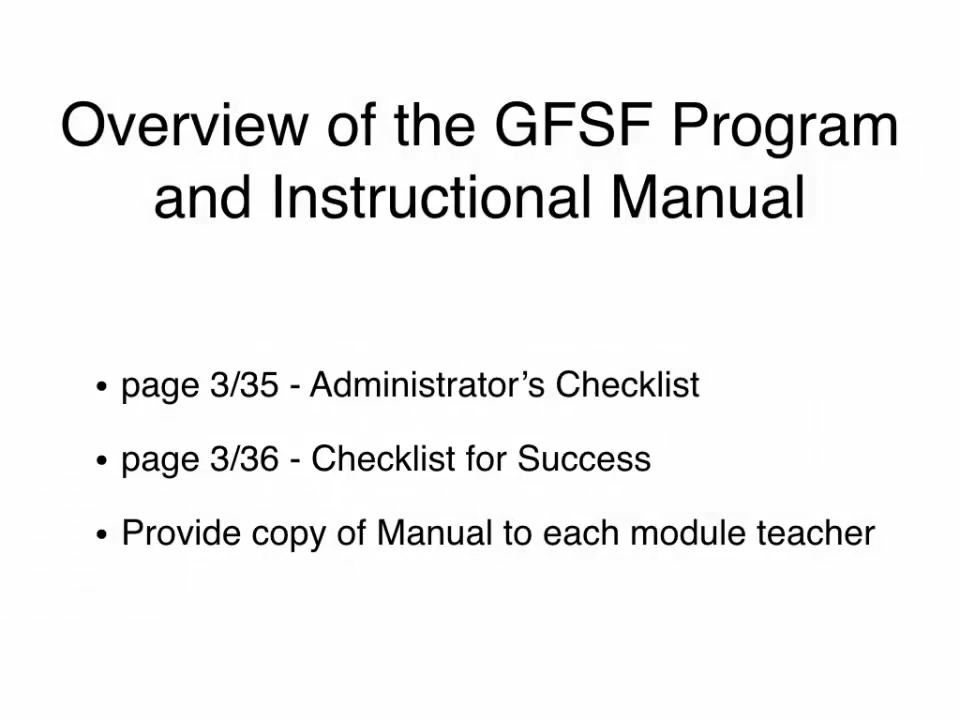 Overview of the GFSF Program
and Instructional Manual
• page 3/35 - Administrator’s Checklist
• page 3/36 - Checklist for Success
• Provide copy of Manual to each module teacher